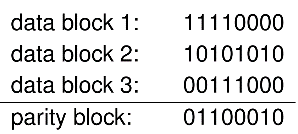 data block 1: 11110000
data block 2: 10101010
data block 3: 00111000
parity block: 01100010